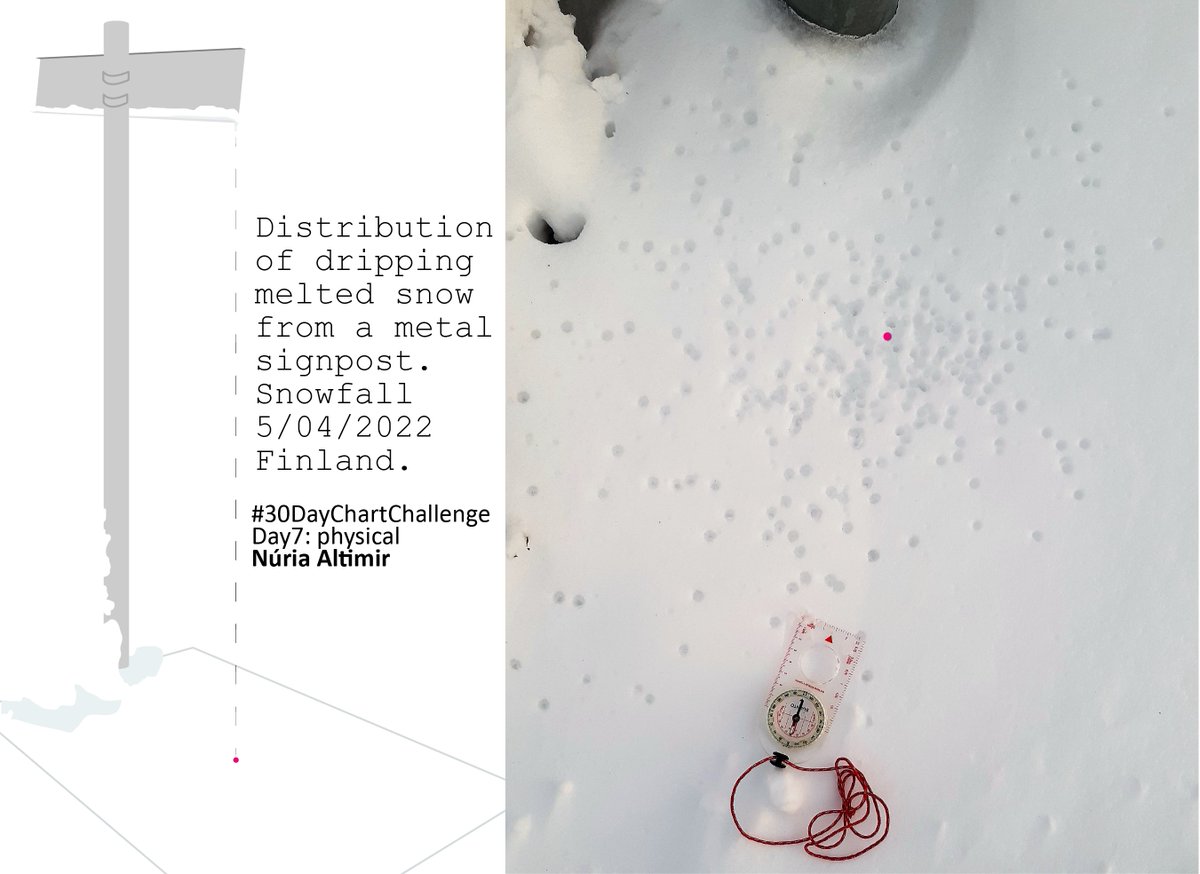 Distribution
of dripping
melted snow
from a metal
signpost.
Snowfall
5/04/2022
Finland.
#30DayChartChallenge
Day7: physical
Núria Altimir